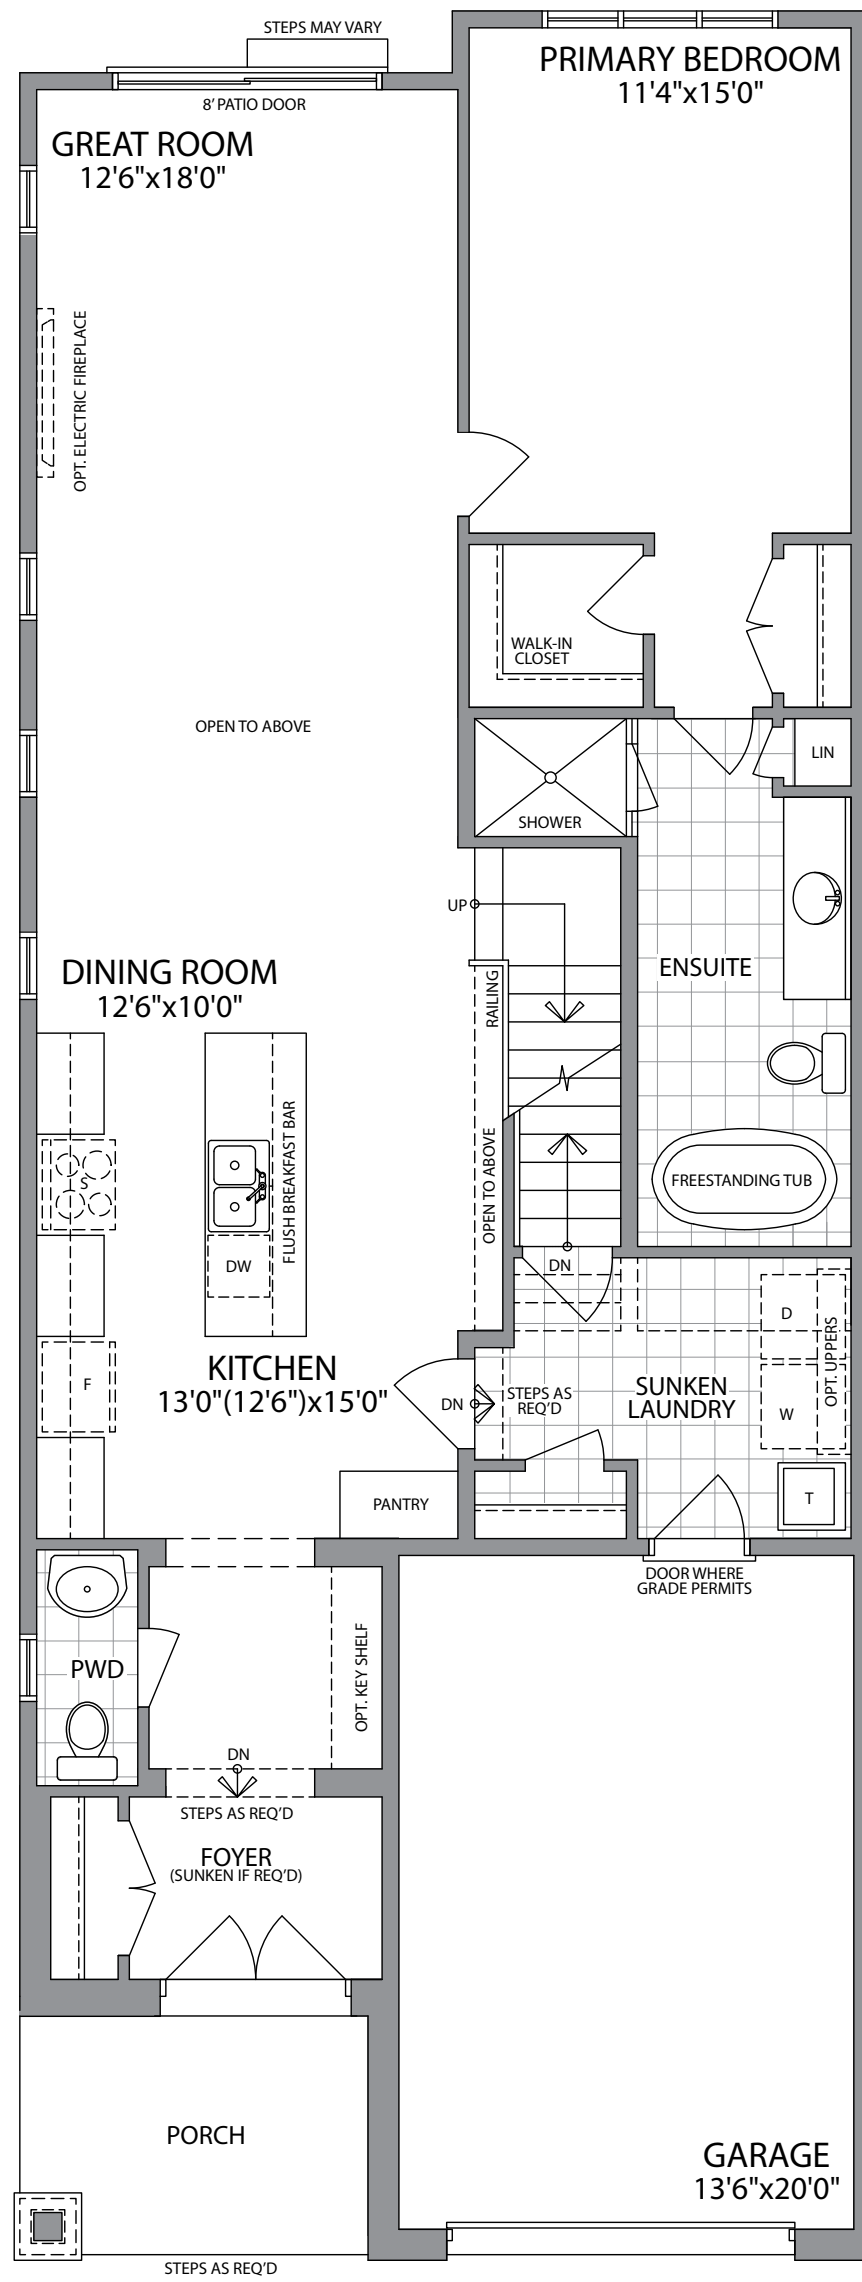 STEPS MAY VARY
PRIMARY BEDROOM
11'4"x15'0"
8' PATIO DOOR
GREAT ROOM
12'6"x18'0"
OPT. ELECTRIC FIREPLACE
WALK-IN
CLOSET
OPEN TO ABOVE
LIN
SHOWER
UP
ENSUITE
DINING ROOM
12'6"x10'0"
RAILING
FLUSH BREAKFAST BAR
OPEN TO ABOVE
S
FREESTANDING TUB
DW
DN
D
OPT. UPPERS
KITCHEN
13'0"(12'6")x15'0"
F
DN
STEPS AS
REQ'D
SUNKEN
LAUNDRY
W
PANTRY
T
DOOR WHERE
GRADE PERMITS
PWD
OPT. KEY SHELF
DN
STEPS AS REQ'D
FOYER
(SUNKEN IF REQ'D)
PORCH
GARAGE
13'6"x20'0"
STEPS AS REQ'D